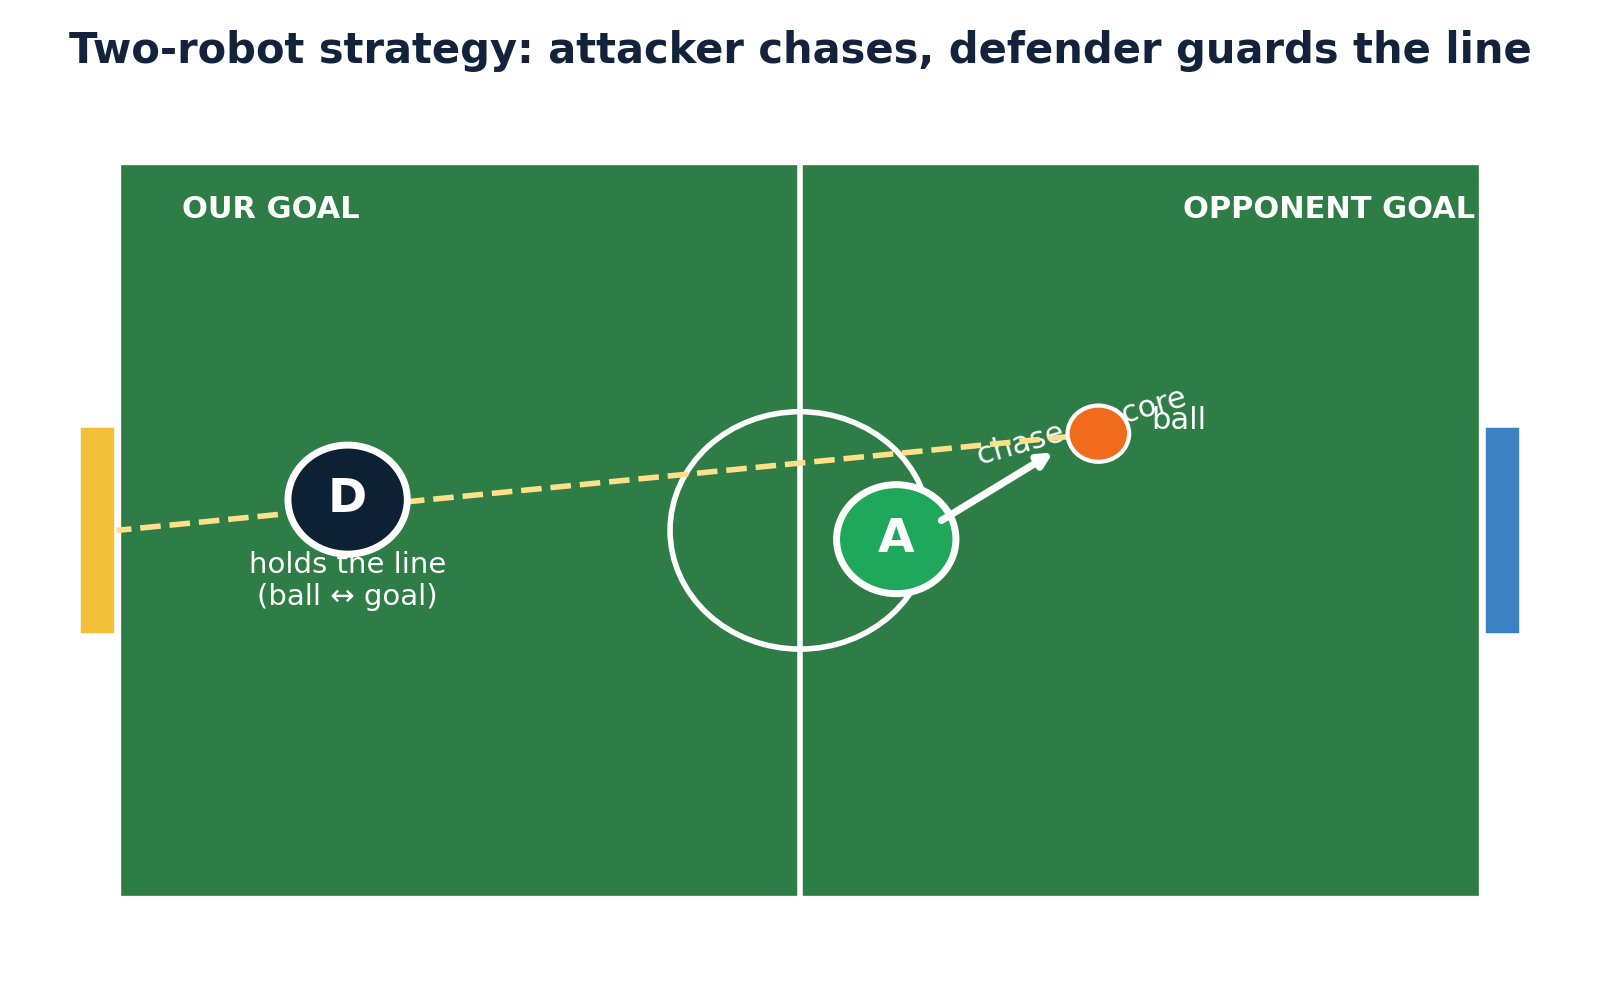 Two-robot strategy: attacker chases, defender guards the line
OUR GOAL
OPPONENT GOAL
chase core
ball
D
A
holds the line
(ball ↔ goal)